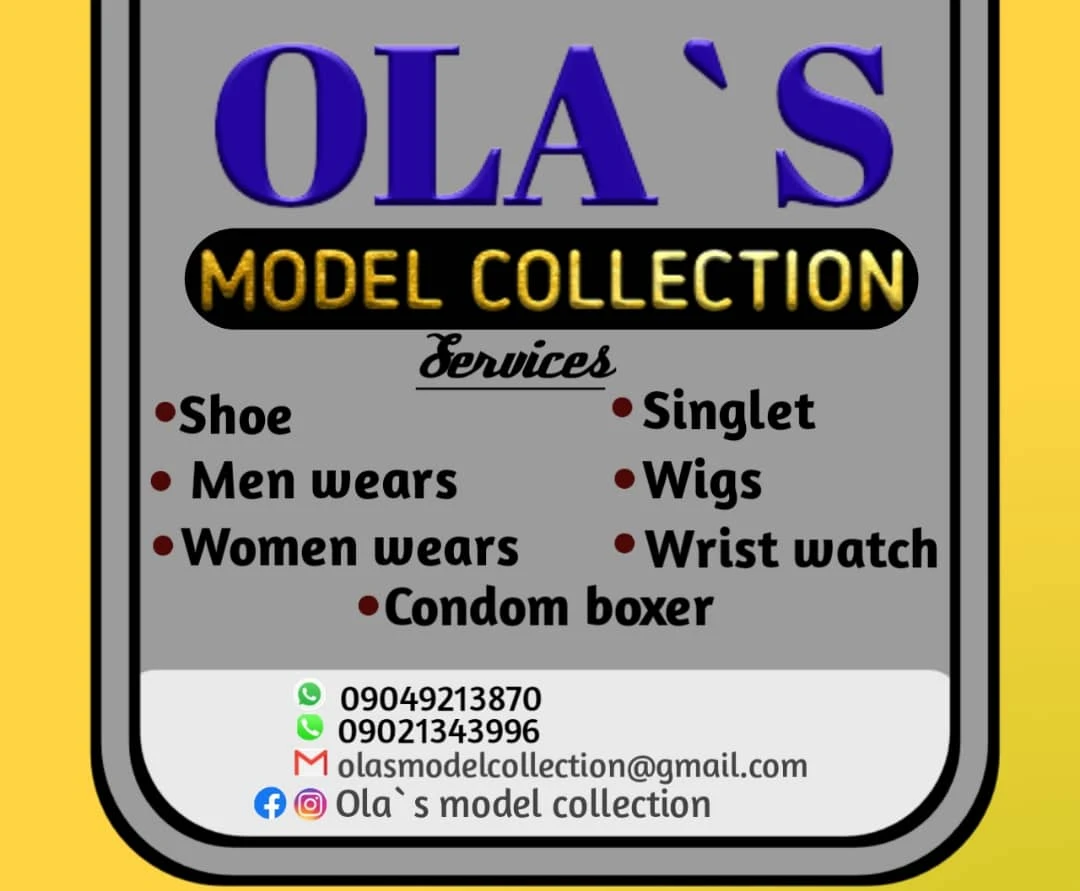 OLA`S
MODEL COLLECTION
Services
•Shoe
• Men wears
•Women wears
•Singlet
•Wigs
•Wrist watch
•Condom boxer
09049213870
09021343996
olasmodelcollection@gmail.com
Ola`s model collection